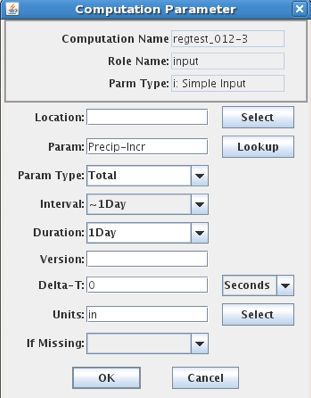 Computation Parameter
Computation Name regtest_012-3
Role Name: input
Parm Type: i: Simple Input
Location: Select
Param: Precip-Incr Lookup
Param Type: Total
Interval: ~1Day
Duration: 1Day
Version:
Delta-T: 0 Seconds
Units: in Select
If Missing:
OK Cancel